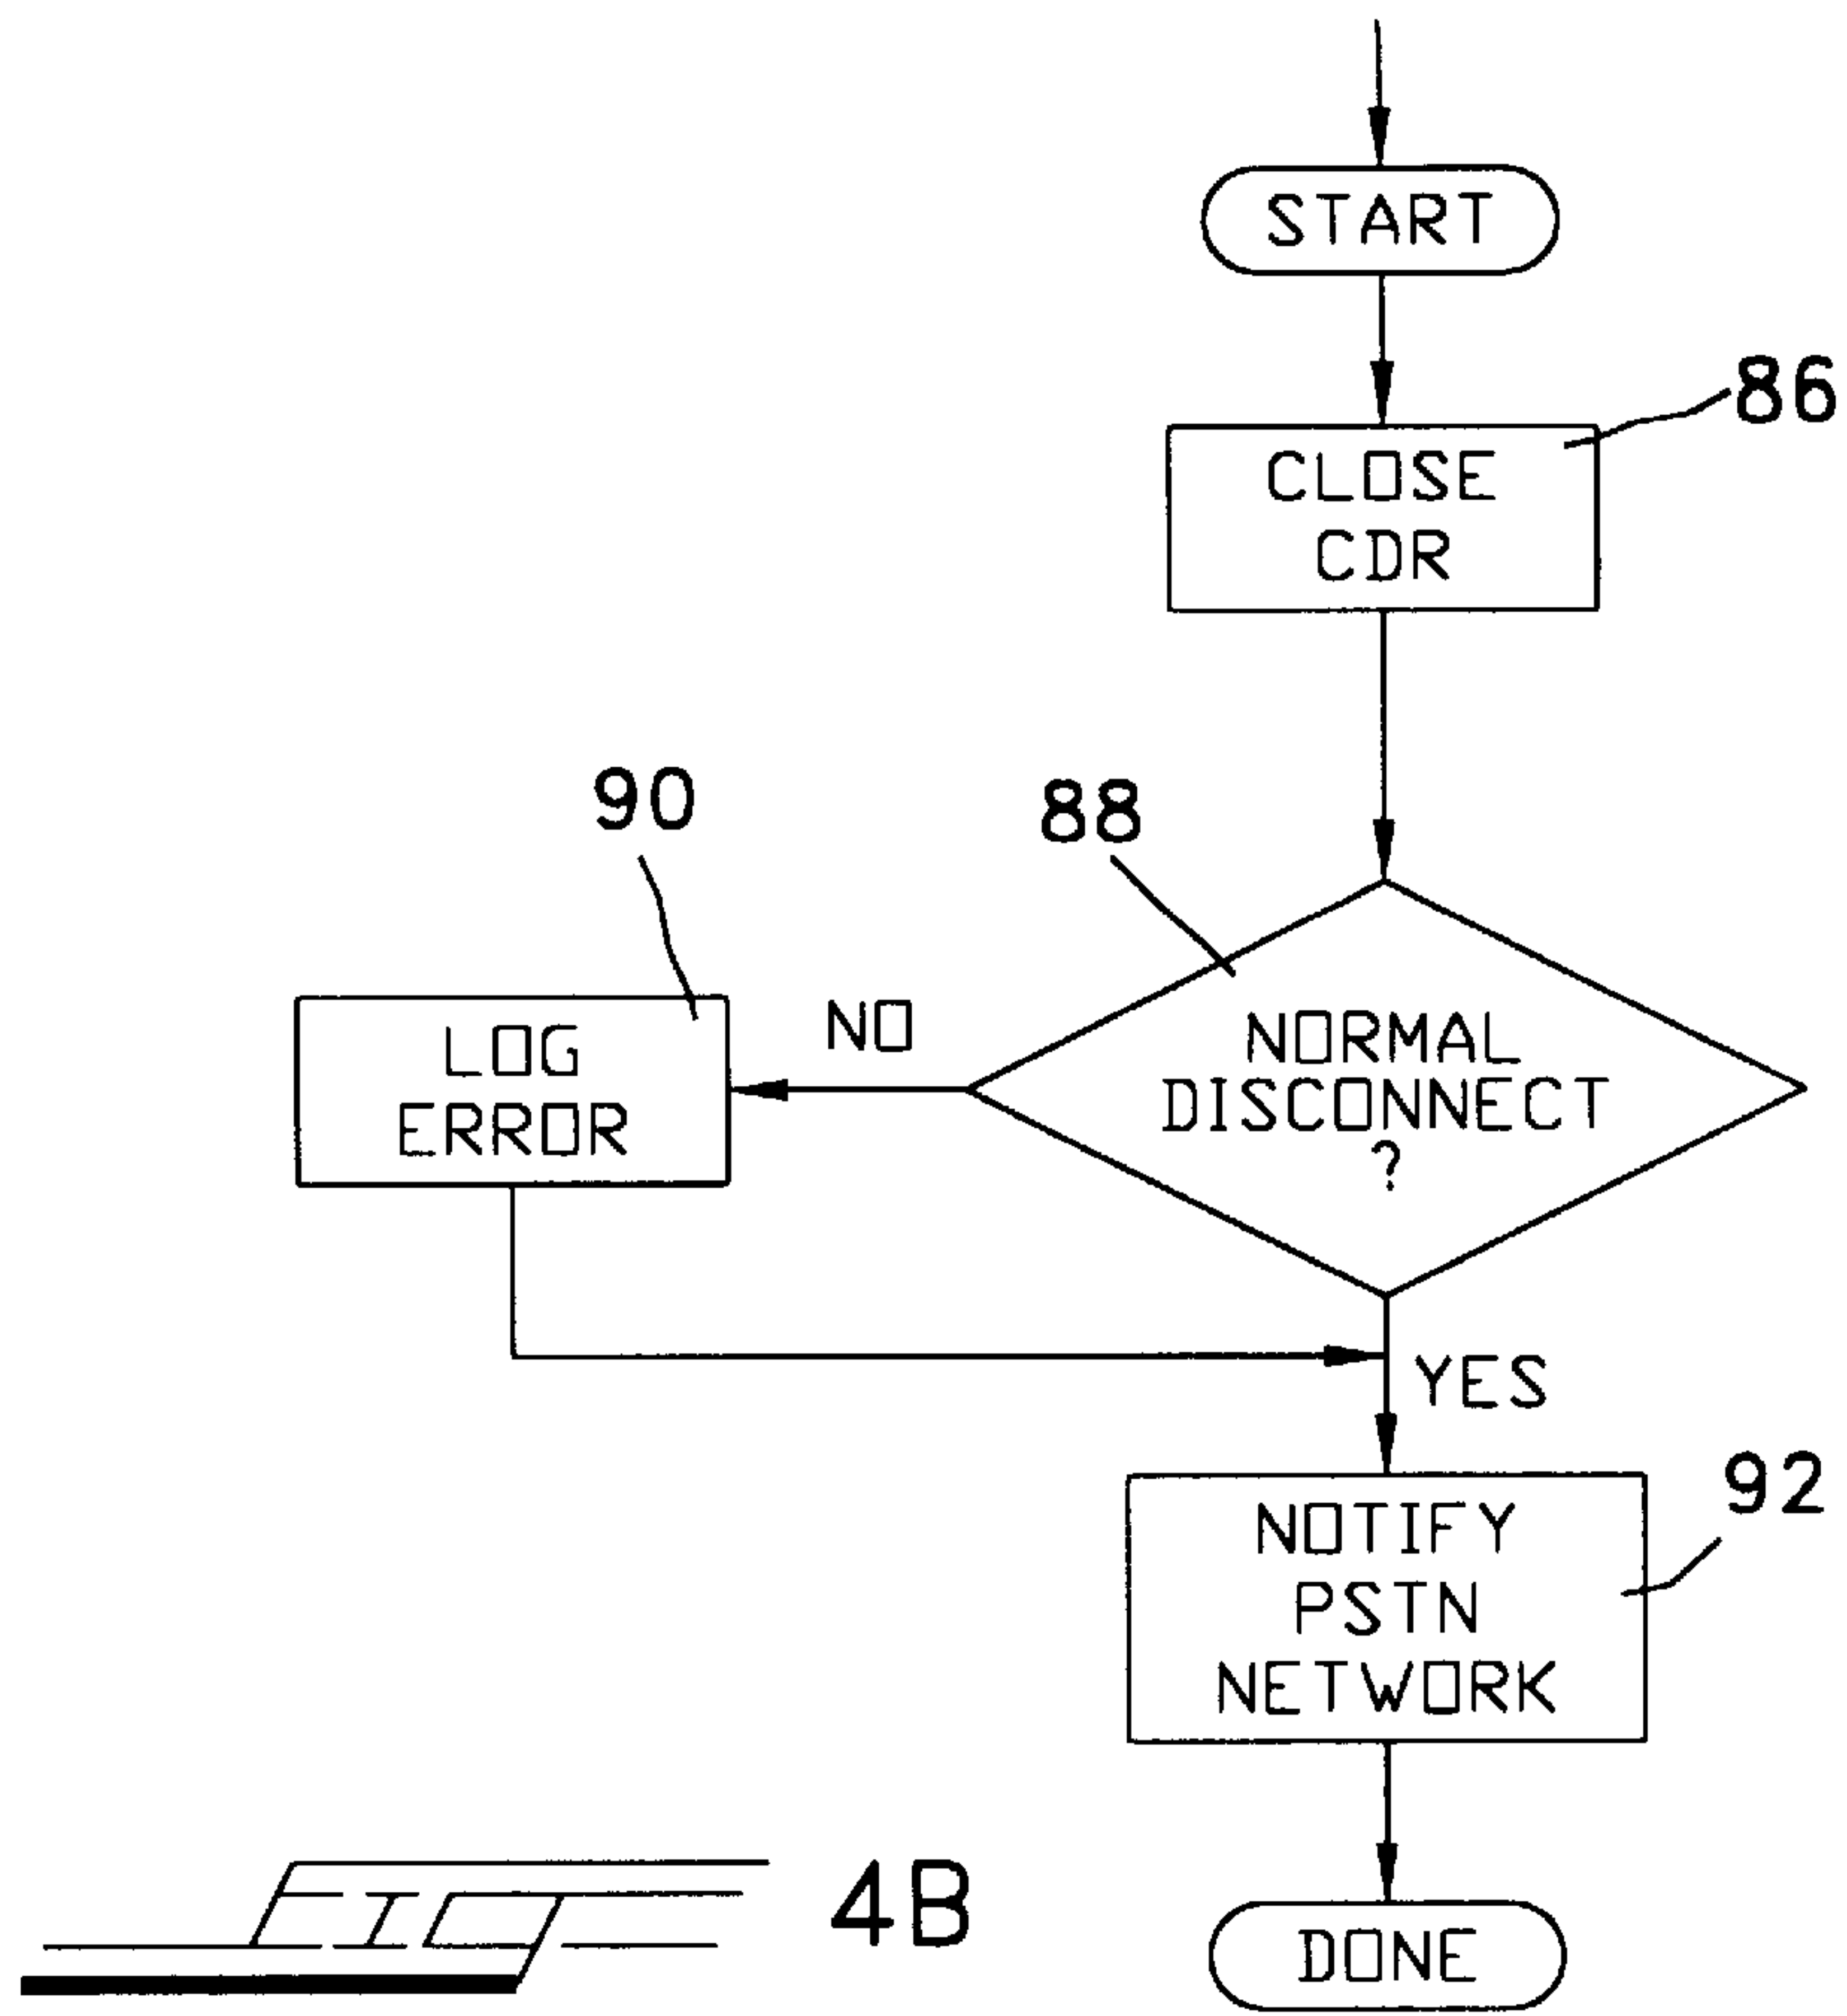 START
86
CLOSE
CDR
90
88
NO
LOG
ERROR
NORMAL
DISCONNECT
?
YES
92
NOTIFY
PSTN
NETWORK
FIG 4B
DONE